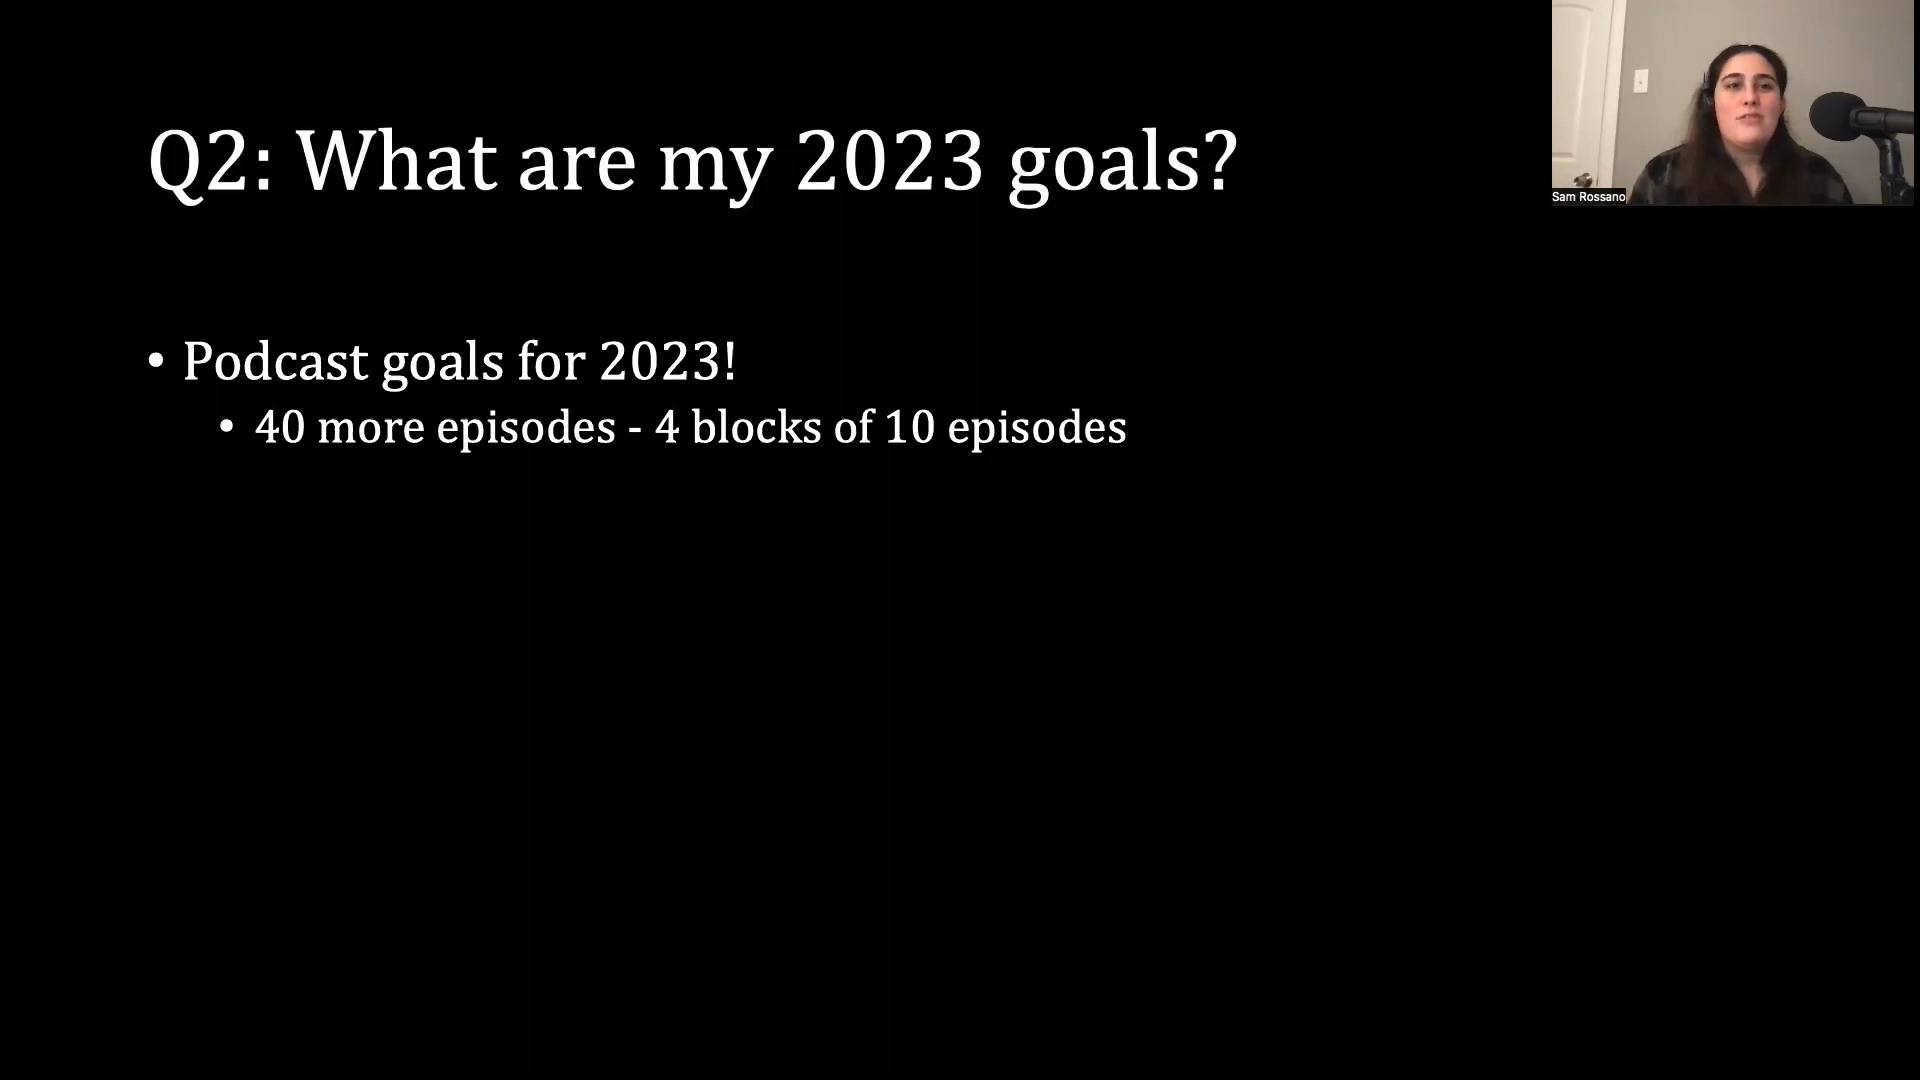 Q2: What are my 2023 goals?
• Podcast goals for 2023!
• 40 more episodes - 4 blocks of 10 episodes
Sam Rossano